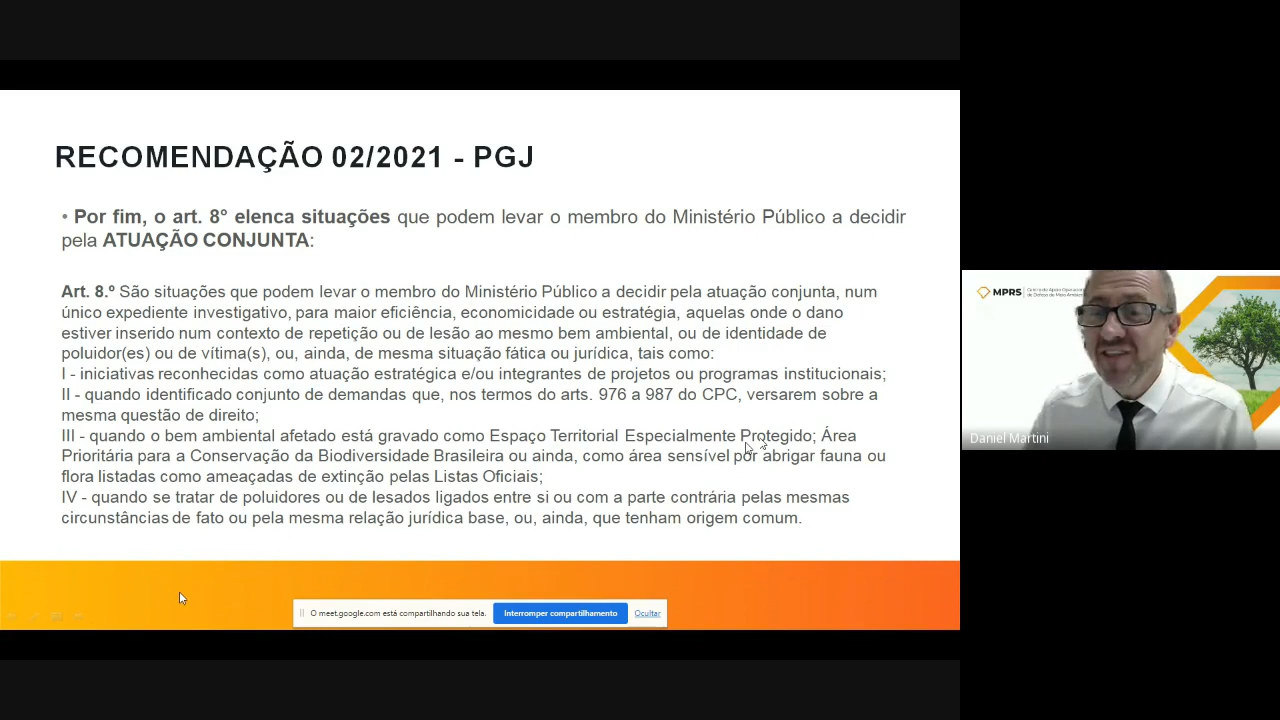 RECOMENDAÇÃO 02/2021 - PGJ
• Por fim, o art. 8° elenca situações que podem levar o membro do Ministério Público a decidir
pela ATUAÇÃO CONJUNTA:
Art. 8.º São situações que podem levar o membro do Ministério Público a decidir pela atuação conjunta, num
único expediente investigativo, para maior eficiência, economicidade ou estratégia, aquelas onde o dano
estiver inserido num contexto de repetição ou de lesão ao mesmo bem ambiental, ou de identidade de
poluidor(es) ou de vítima(s), ou, ainda, de mesma situação fática ou jurídica, tais como:
I - iniciativas reconhecidas como atuação estratégica e/ou integrantes de projetos ou programas institucionais;
II - quando identificado conjunto de demandas que, nos termos do arts. 976 a 987 do CPC, versarem sobre a
mesma questão de direito;
III - quando o bem ambiental afetado está gravado como Espaço Territorial Especialmente Protegido; Área
Prioritária para a Conservação da Biodiversidade Brasileira ou ainda, como área sensível por abrigar fauna ou
flora listadas como ameaçadas de extinção pelas Listas Oficiais;
IV - quando se tratar de poluidores ou de lesados ligados entre si ou com a parte contrária pelas mesmas
circunstâncias de fato ou pela mesma relação jurídica base, ou, ainda, que tenham origem comum.
O meet.google.com está compartilhando sua tela.
Interromper compartilhamento
Ocultar
MPRS
Centro de Apoio Operacional
de Defesa do Meio Ambiente
Daniel Martini